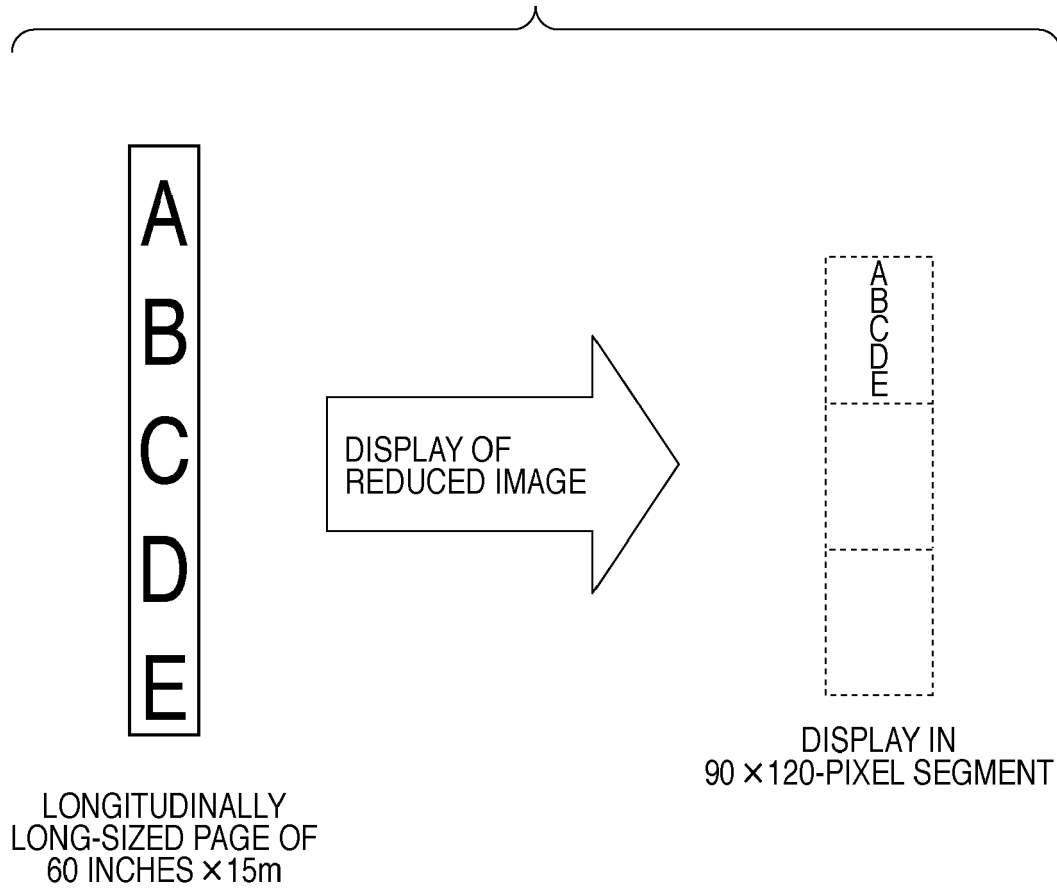 A
B
C
D
E
LONGITUDINALLY
LONG-SIZED PAGE OF
60 INCHES ×15m
DISPLAY OF
REDUCED IMAGE
A
B
C
D
E
DISPLAY IN
90 ×120-PIXEL SEGMENT